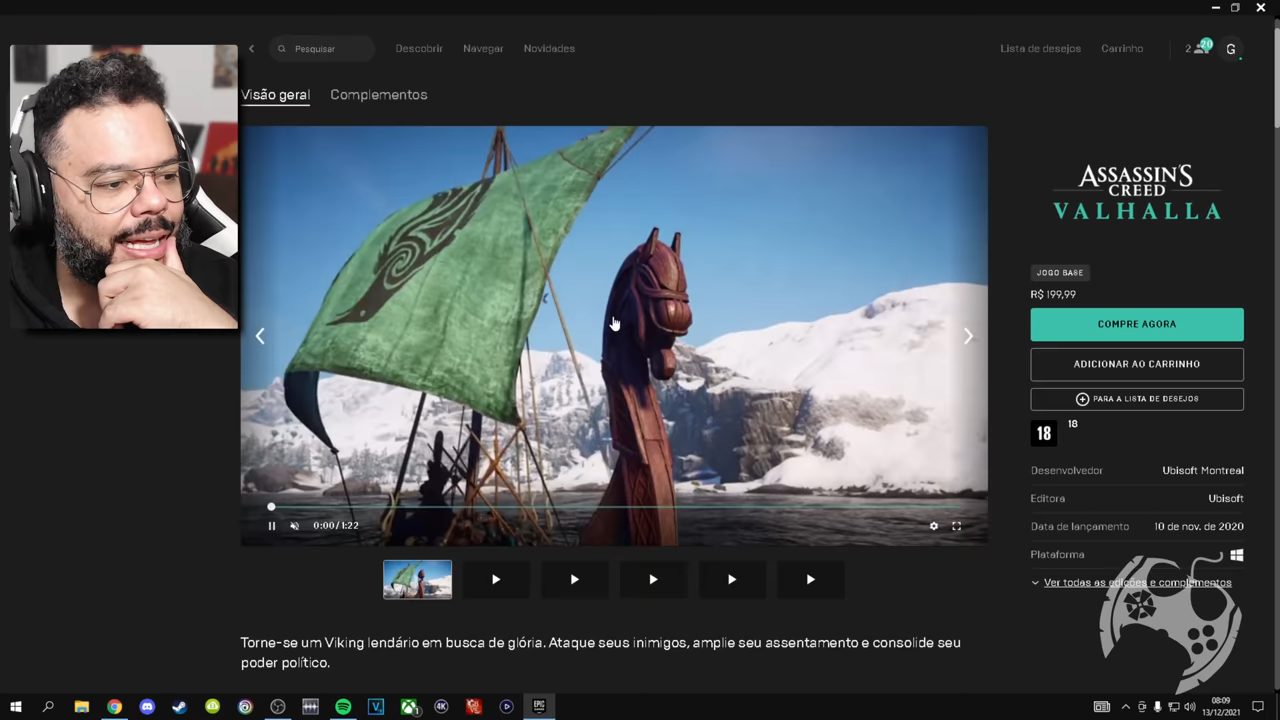 Pesquisar
Descobrir
Navegar
Novidades
Lista de desejos
Carrinho
2
20
G
Visão geral
Complementos
ASSASSIN'S
CREED
VALHALLA
JOGO BASE
R$ 199,99
COMPRE AGORA
ADICIONAR AO CARRINHO
PARA A LISTA DE DESEJOS
18
18
Desenvolvedor
Ubisoft Montreal
Editora
Ubisoft
Data de lançamento
10 de nov. de 2020
Plataforma
Ver todas as edições e complementos
0:00 / 1:22
Torne-se um Viking lendário em busca de glória. Ataque seus inimigos, amplie seu assentamento e consolide seu
poder político.
4K
EPIC
08:09
13/12/2021